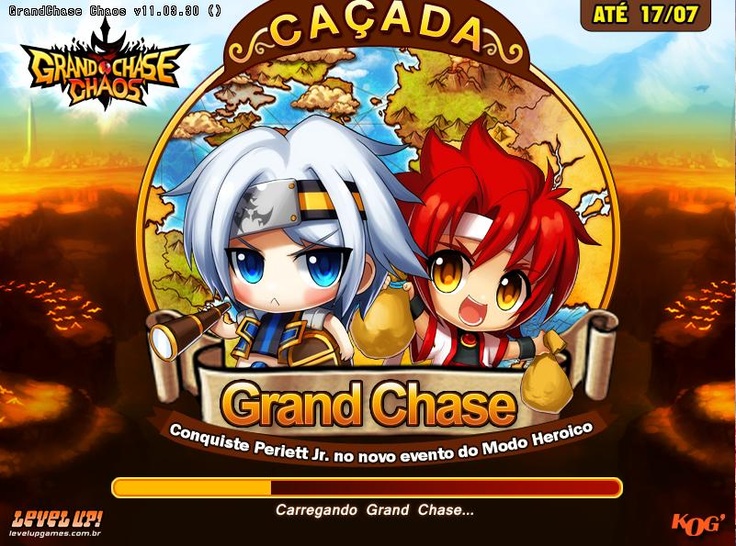 GrandChase Chaos v11.03.30 ()
CAÇADA
ATÉ 17/07
GRAND CHASE
CHAOS
Grand Chase
Conquiste Periett Jr. no novo evento do Modo Heroico
Carregando Grand Chase...
LEVEL UP!
levelupgames.com.br
KOG'